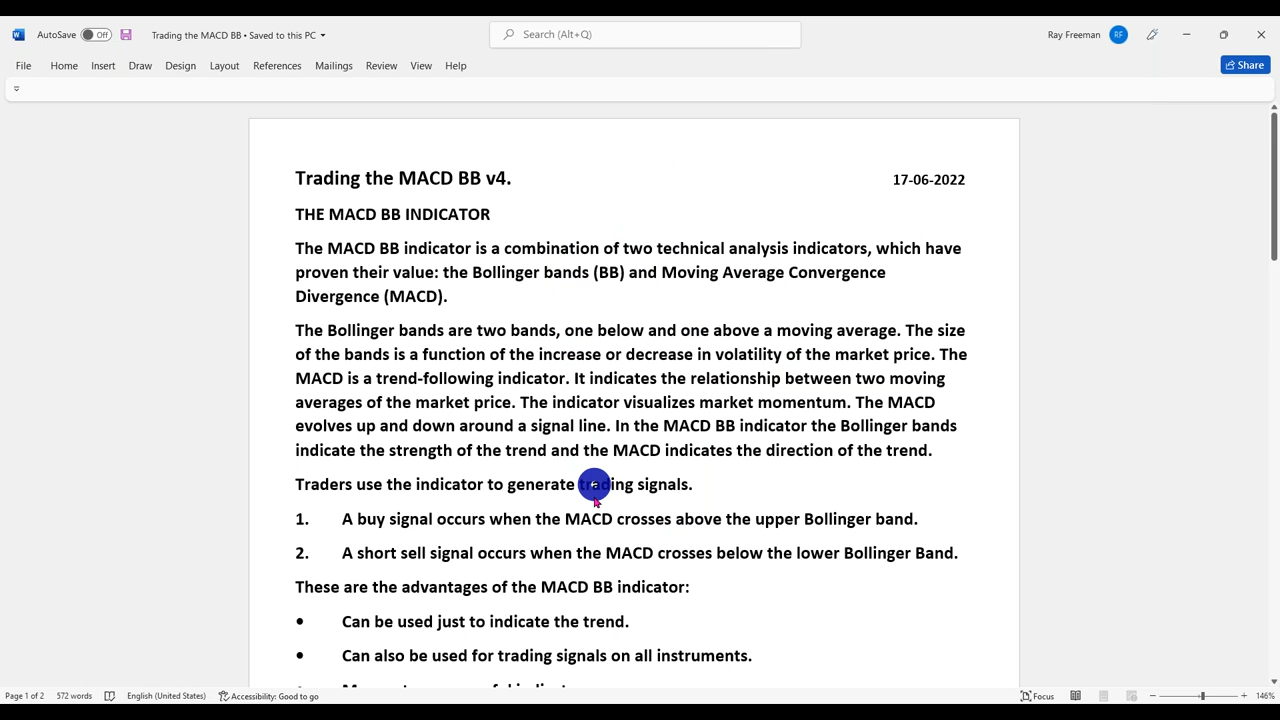 AutoSave Off Trading the MACD BB • Saved to this PC Search (Alt+Q) Ray Freeman RF
File Home Insert Draw Design Layout References Mailings Review View Help Share
Trading the MACD BB v4. 17-06-2022
THE MACD BB INDICATOR
The MACD BB indicator is a combination of two technical analysis indicators, which have
proven their value: the Bollinger bands (BB) and Moving Average Convergence
Divergence (MACD).
The Bollinger bands are two bands, one below and one above a moving average. The size
of the bands is a function of the increase or decrease in volatility of the market price. The
MACD is a trend-following indicator. It indicates the relationship between two moving
averages of the market price. The indicator visualizes market momentum. The MACD
evolves up and down around a signal line. In the MACD BB indicator the Bollinger bands
indicate the strength of the trend and the MACD indicates the direction of the trend.
Traders use the indicator to generate trading signals.
1. A buy signal occurs when the MACD crosses above the upper Bollinger band.
2. A short sell signal occurs when the MACD crosses below the lower Bollinger Band.
These are the advantages of the MACD BB indicator:
• Can be used just to indicate the trend.
• Can also be used for trading signals on all instruments.
Page 1 of 2 572 words English (United States) Accessibility: Good to go Focus 146%